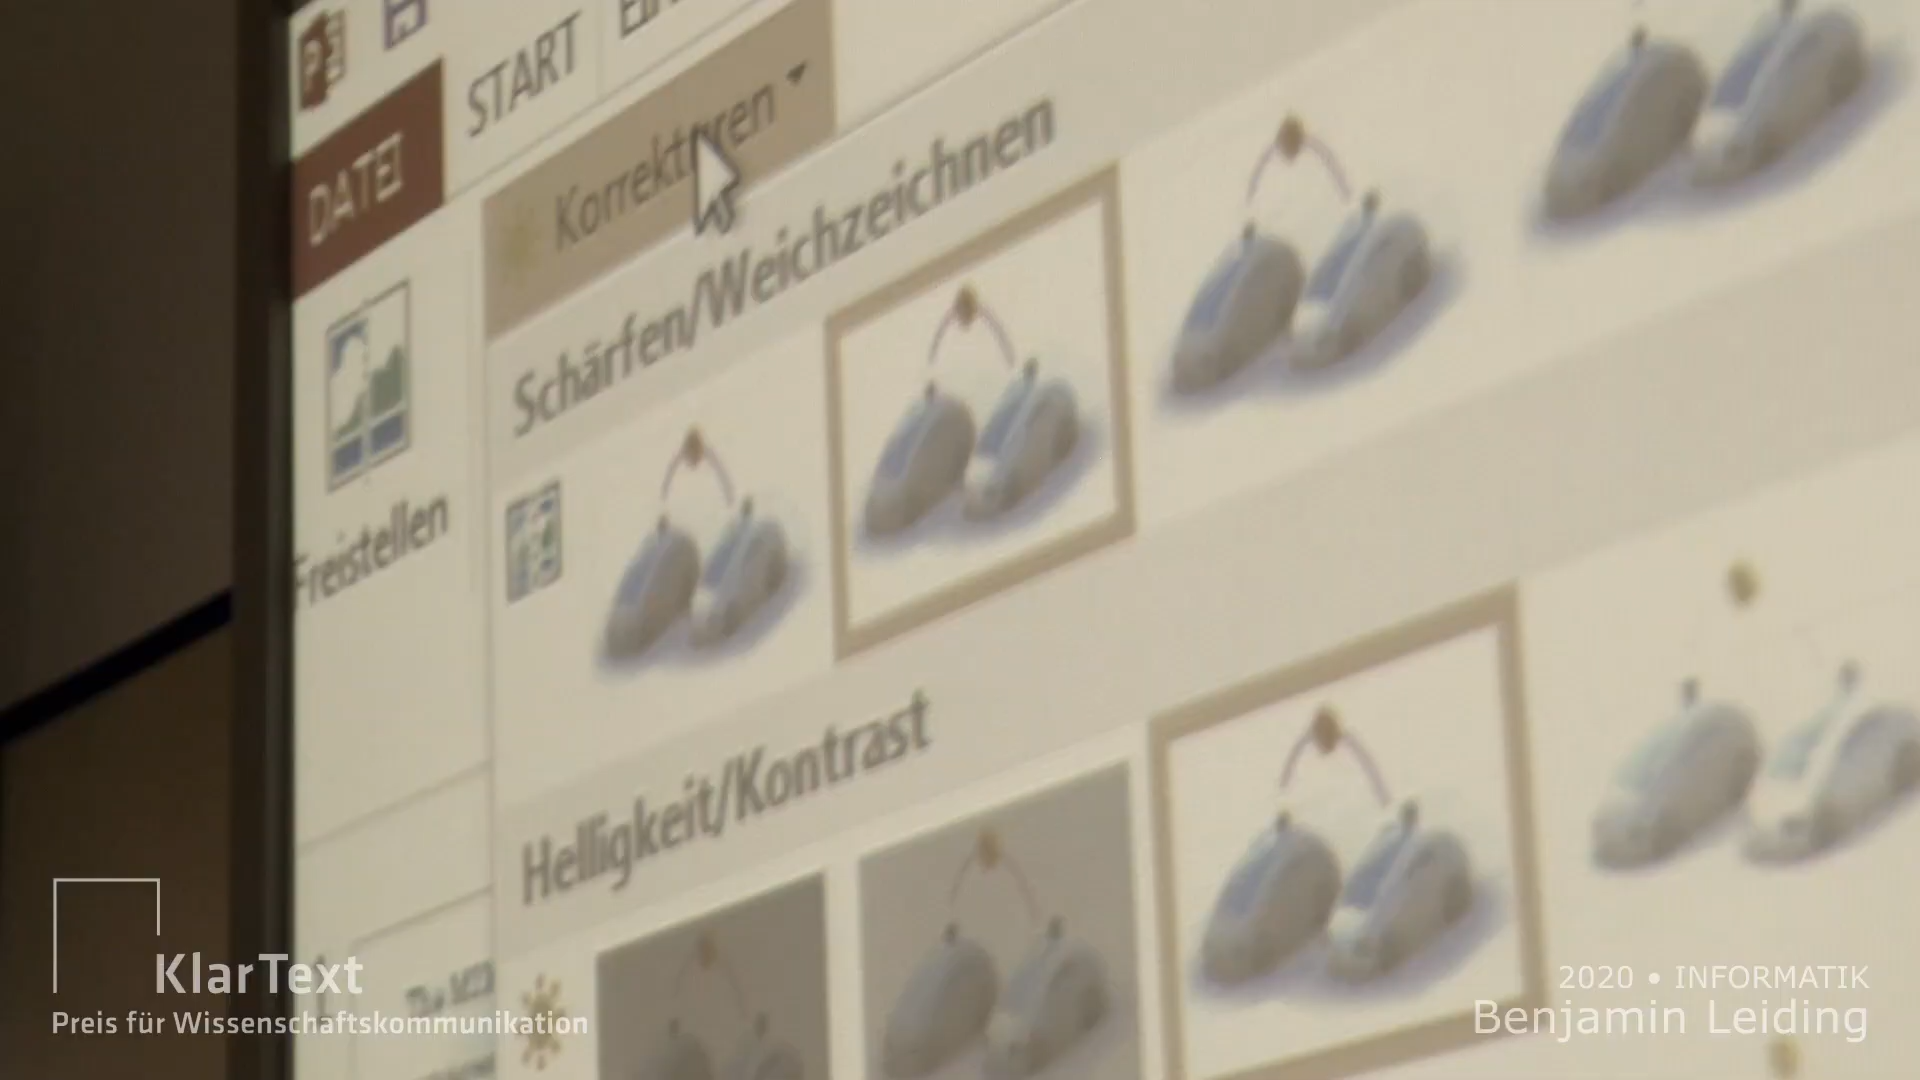 START
DATEI
Korrekturen
Schärfen/Weichzeichnen
Freistellen
Helligkeit/Kontrast
KlarText
Preis für Wissenschaftskommunikation
2020 • INFORMATIK
Benjamin Leiding